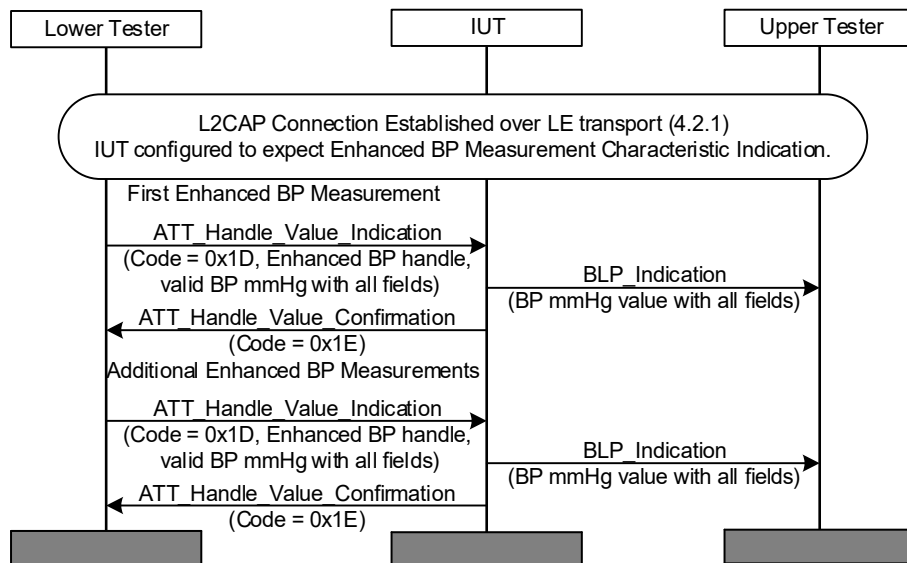 Lower Tester
IUT
Upper Tester
L2CAP Connection Established over LE transport (4.2.1)
IUT configured to expect Enhanced BP Measurement Characteristic Indication.
First Enhanced BP Measurement
ATT_Handle_Value_Indication
(Code = 0x1D, Enhanced BP handle,
valid BP mmHg with all fields)
BLP_Indication
(BP mmHg value with all fields)
ATT_Handle_Value_Confirmation
(Code = 0x1E)
Additional Enhanced BP Measurements
ATT_Handle_Value_Indication
(Code = 0x1D, Enhanced BP handle,
valid BP mmHg with all fields)
BLP_Indication
(BP mmHg value with all fields)
ATT_Handle_Value_Confirmation
(Code = 0x1E)